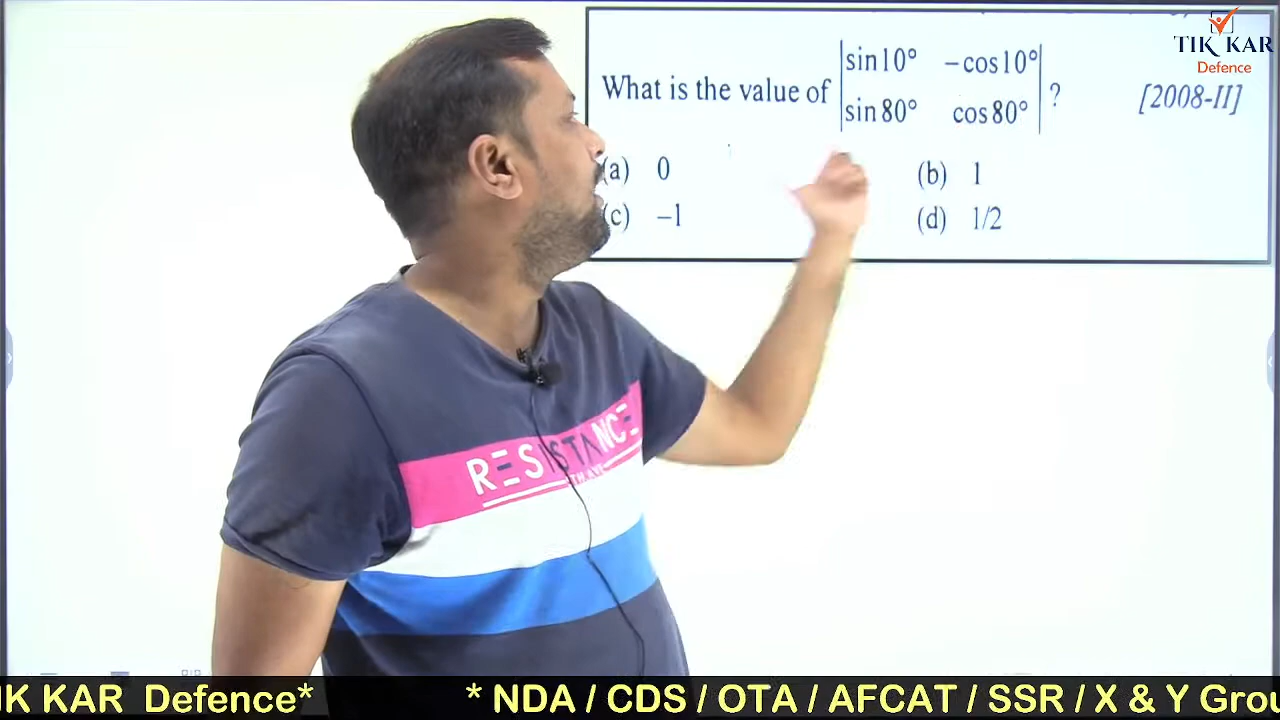 TIK KAR
Defence
What is the value of |sin10° −cos10°|
|sin80° cos80°| ? [2008-II]
(a) 0 (b) 1
(c) −1 (d) 1/2
RESISTANCE
IK KAR Defence* * NDA / CDS / OTA / AFCAT / SSR / X & Y Grou